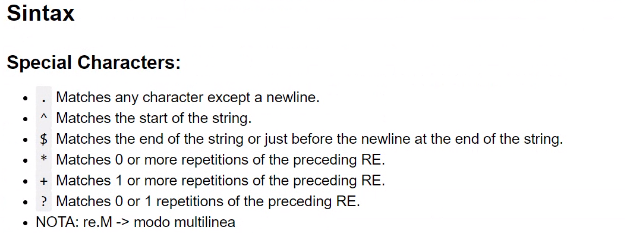 Sintax
Special Characters:
• . Matches any character except a newline.
• ^ Matches the start of the string.
• $ Matches the end of the string or just before the newline at the end of the string.
• * Matches 0 or more repetitions of the preceding RE.
• + Matches 1 or more repetitions of the preceding RE.
• ? Matches 0 or 1 repetitions of the preceding RE.
• NOTA: re.M -> modo multilinea